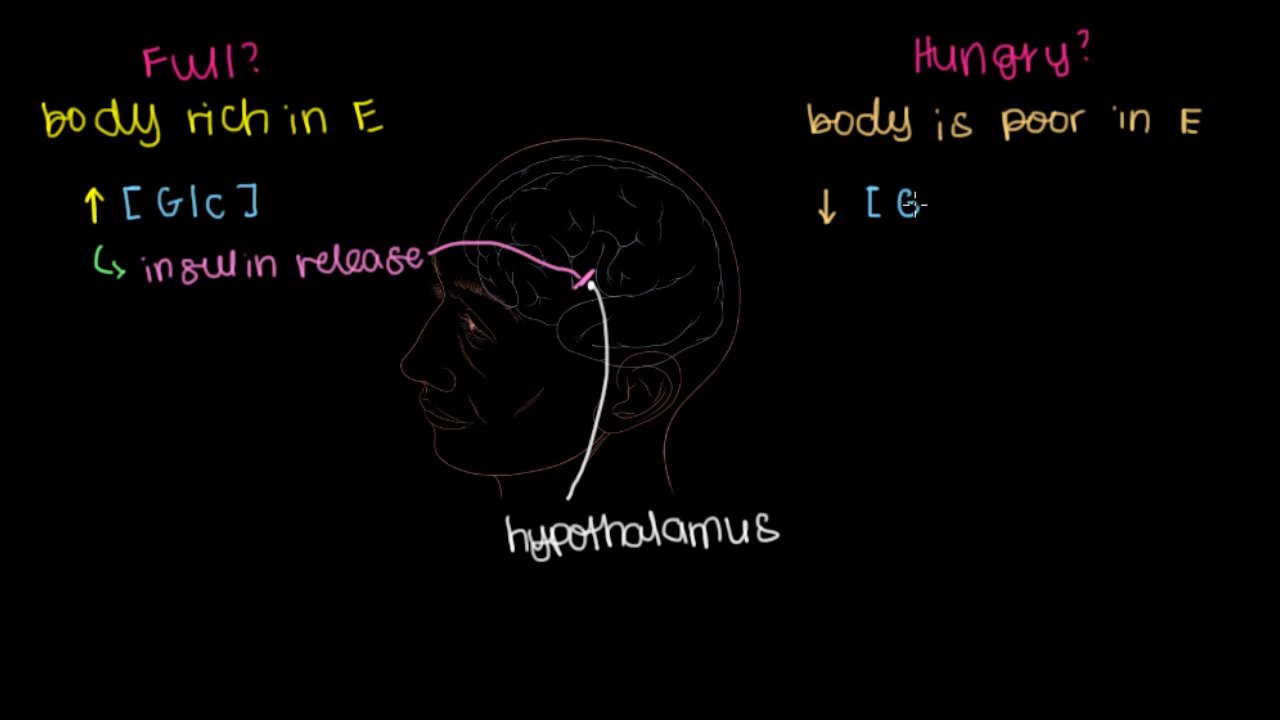 Full?
body rich in E
↑ [Glc]
↳ insulin release
Hungry?
body is poor in E
↓ [G
hypothalamus